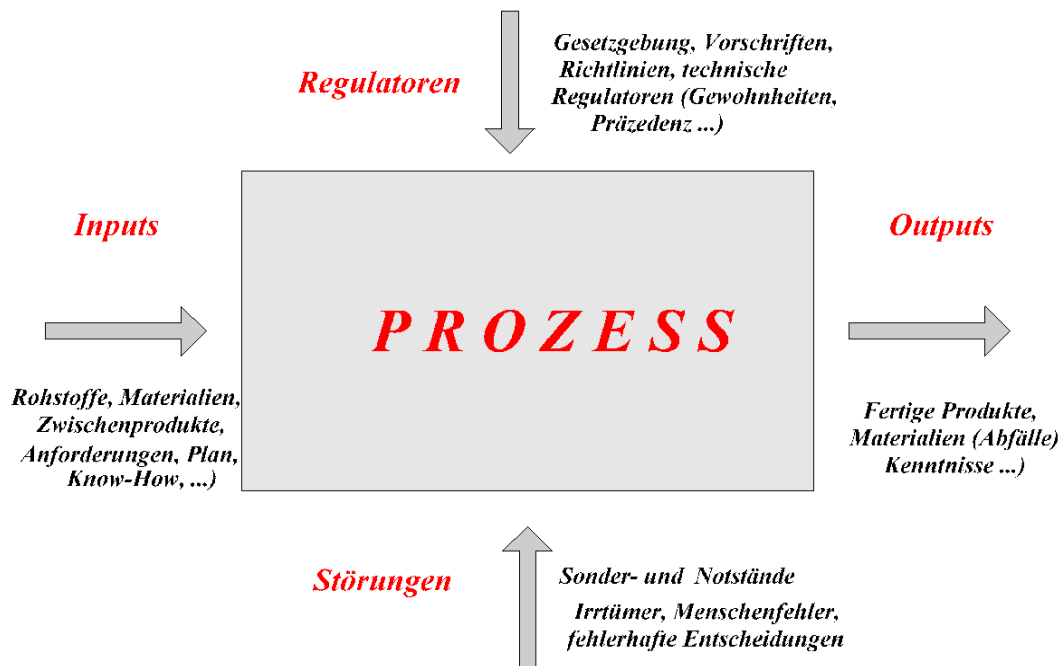 Regulatoren
Gesetzgebung, Vorschriften,
Richtlinien, technische
Regulatoren (Gewohnheiten,
Präzedenz ...)
Inputs
Rohstoffe, Materialien,
Zwischenprodukte,
Anforderungen, Plan,
Know-How, ...)
PROZESS
Outputs
Fertige Produkte,
Materialien (Abfälle)
Kenntnisse ...)
Störungen
Sonder- und Notstände
Irrtümer, Menschenfehler,
fehlerhafte Entscheidungen